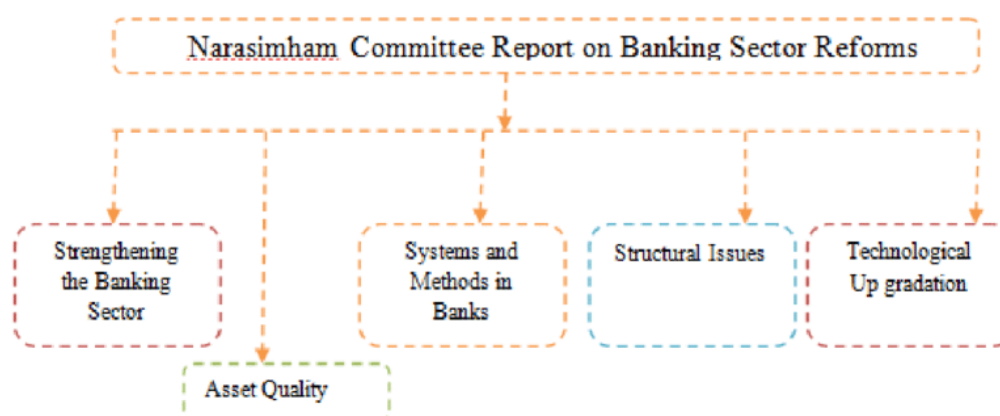 Narasimham Committee Report on Banking Sector Reforms
Strengthening
the Banking
Sector
Systems and
Methods in
Banks
Structural Issues
Technological
Up gradation
Asset Quality